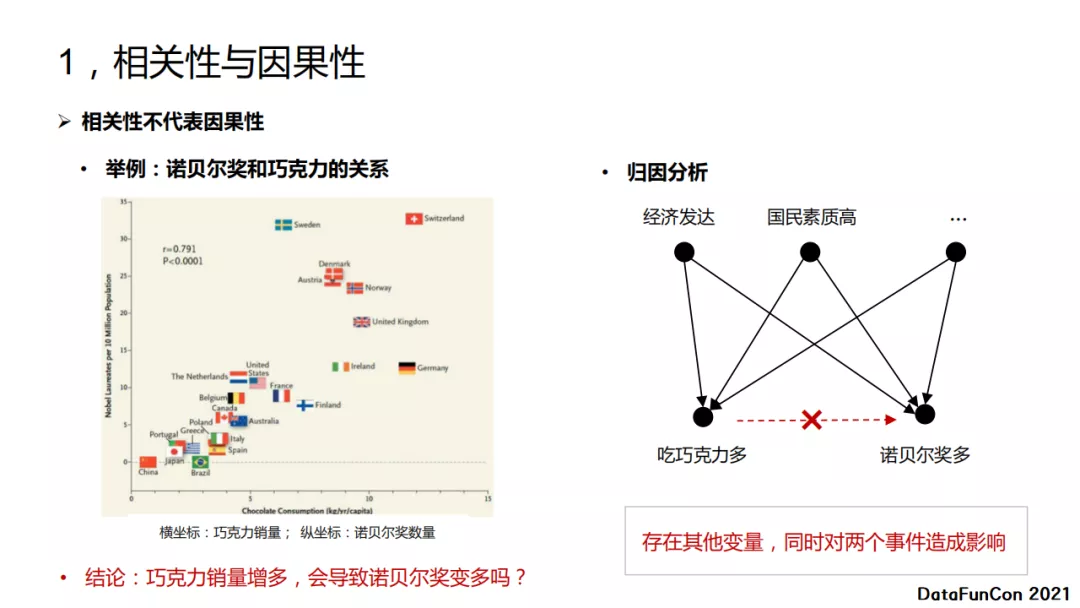 1，相关性与因果性
➢ 相关性不代表因果性
• 举例：诺贝尔奖和巧克力的关系
35
30
25
20
15
10
5
0
Nobel Laureates per 10 Million Population
r=0.791
P<0.0001
Sweden
Switzerland
Denmark
Austria
Norway
United Kingdom
Ireland
Germany
United
States
The Netherlands
France
Belgium
Finland
Canada
Australia
Poland
Greece
Portugal
Italy
Spain
Japan
China
Brazil
0
5
10
15
Chocolate Consumption (kg/yr/capita)
横坐标：巧克力销量； 纵坐标：诺贝尔奖数量
• 结论：巧克力销量增多，会导致诺贝尔奖变多吗？
• 归因分析
经济发达
国民素质高
...
吃巧克力多
诺贝尔奖多
存在其他变量，同时对两个事件造成影响
DataFunCon 2021